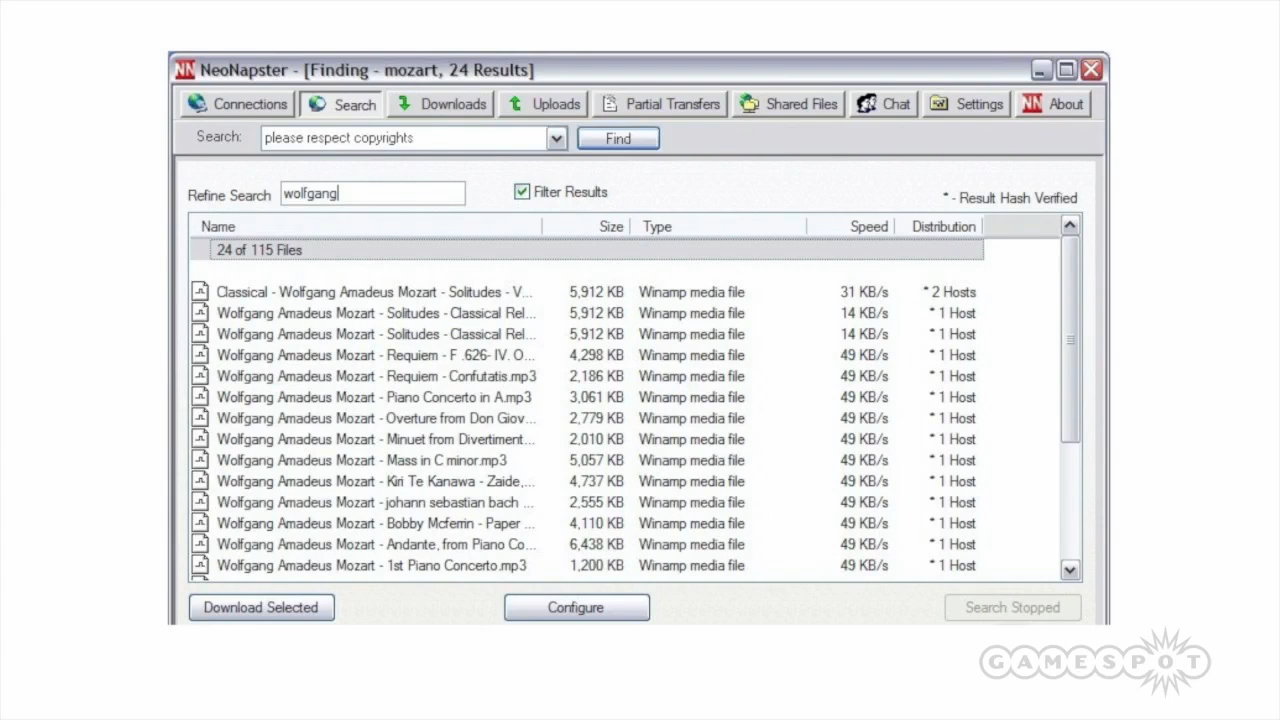 NN NeoNapster - [Finding - mozart, 24 Results]
Connections Search Downloads Uploads Partial Transfers Shared Files Chat Settings NN About
Search: please respect copyrights Find
Refine Search wolfgang Filter Results * - Result Hash Verified
Name Size Type Speed Distribution
24 of 115 Files
Classical - Wolfgang Amadeus Mozart - Solitudes - V... 5,912 KB Winamp media file 31 KB/s * 2 Hosts
Wolfgang Amadeus Mozart - Solitudes - Classical Rel... 5,912 KB Winamp media file 14 KB/s * 1 Host
Wolfgang Amadeus Mozart - Solitudes - Classical Rel... 5,912 KB Winamp media file 14 KB/s * 1 Host
Wolfgang Amadeus Mozart - Requiem - F .626- IV. O... 4,298 KB Winamp media file 49 KB/s * 1 Host
Wolfgang Amadeus Mozart - Requiem - Confutatis.mp3 2,186 KB Winamp media file 49 KB/s * 1 Host
Wolfgang Amadeus Mozart - Piano Concerto in A.mp3 3,061 KB Winamp media file 49 KB/s * 1 Host
Wolfgang Amadeus Mozart - Overture from Don Giov... 2,779 KB Winamp media file 49 KB/s * 1 Host
Wolfgang Amadeus Mozart - Minuet from Divertiment... 2,010 KB Winamp media file 49 KB/s * 1 Host
Wolfgang Amadeus Mozart - Mass in C minor.mp3 5,057 KB Winamp media file 49 KB/s * 1 Host
Wolfgang Amadeus Mozart - Kiri Te Kanawa - Zaide,... 4,737 KB Winamp media file 49 KB/s * 1 Host
Wolfgang Amadeus Mozart - johann sebastian bach ... 2,555 KB Winamp media file 49 KB/s * 1 Host
Wolfgang Amadeus Mozart - Bobby Mcferrin - Paper ... 4,110 KB Winamp media file 49 KB/s * 1 Host
Wolfgang Amadeus Mozart - Andante, from Piano Co... 6,438 KB Winamp media file 49 KB/s * 1 Host
Wolfgang Amadeus Mozart - 1st Piano Concerto.mp3 1,200 KB Winamp media file 49 KB/s * 1 Host
Download Selected Configure Search Stopped
GAMESPOT